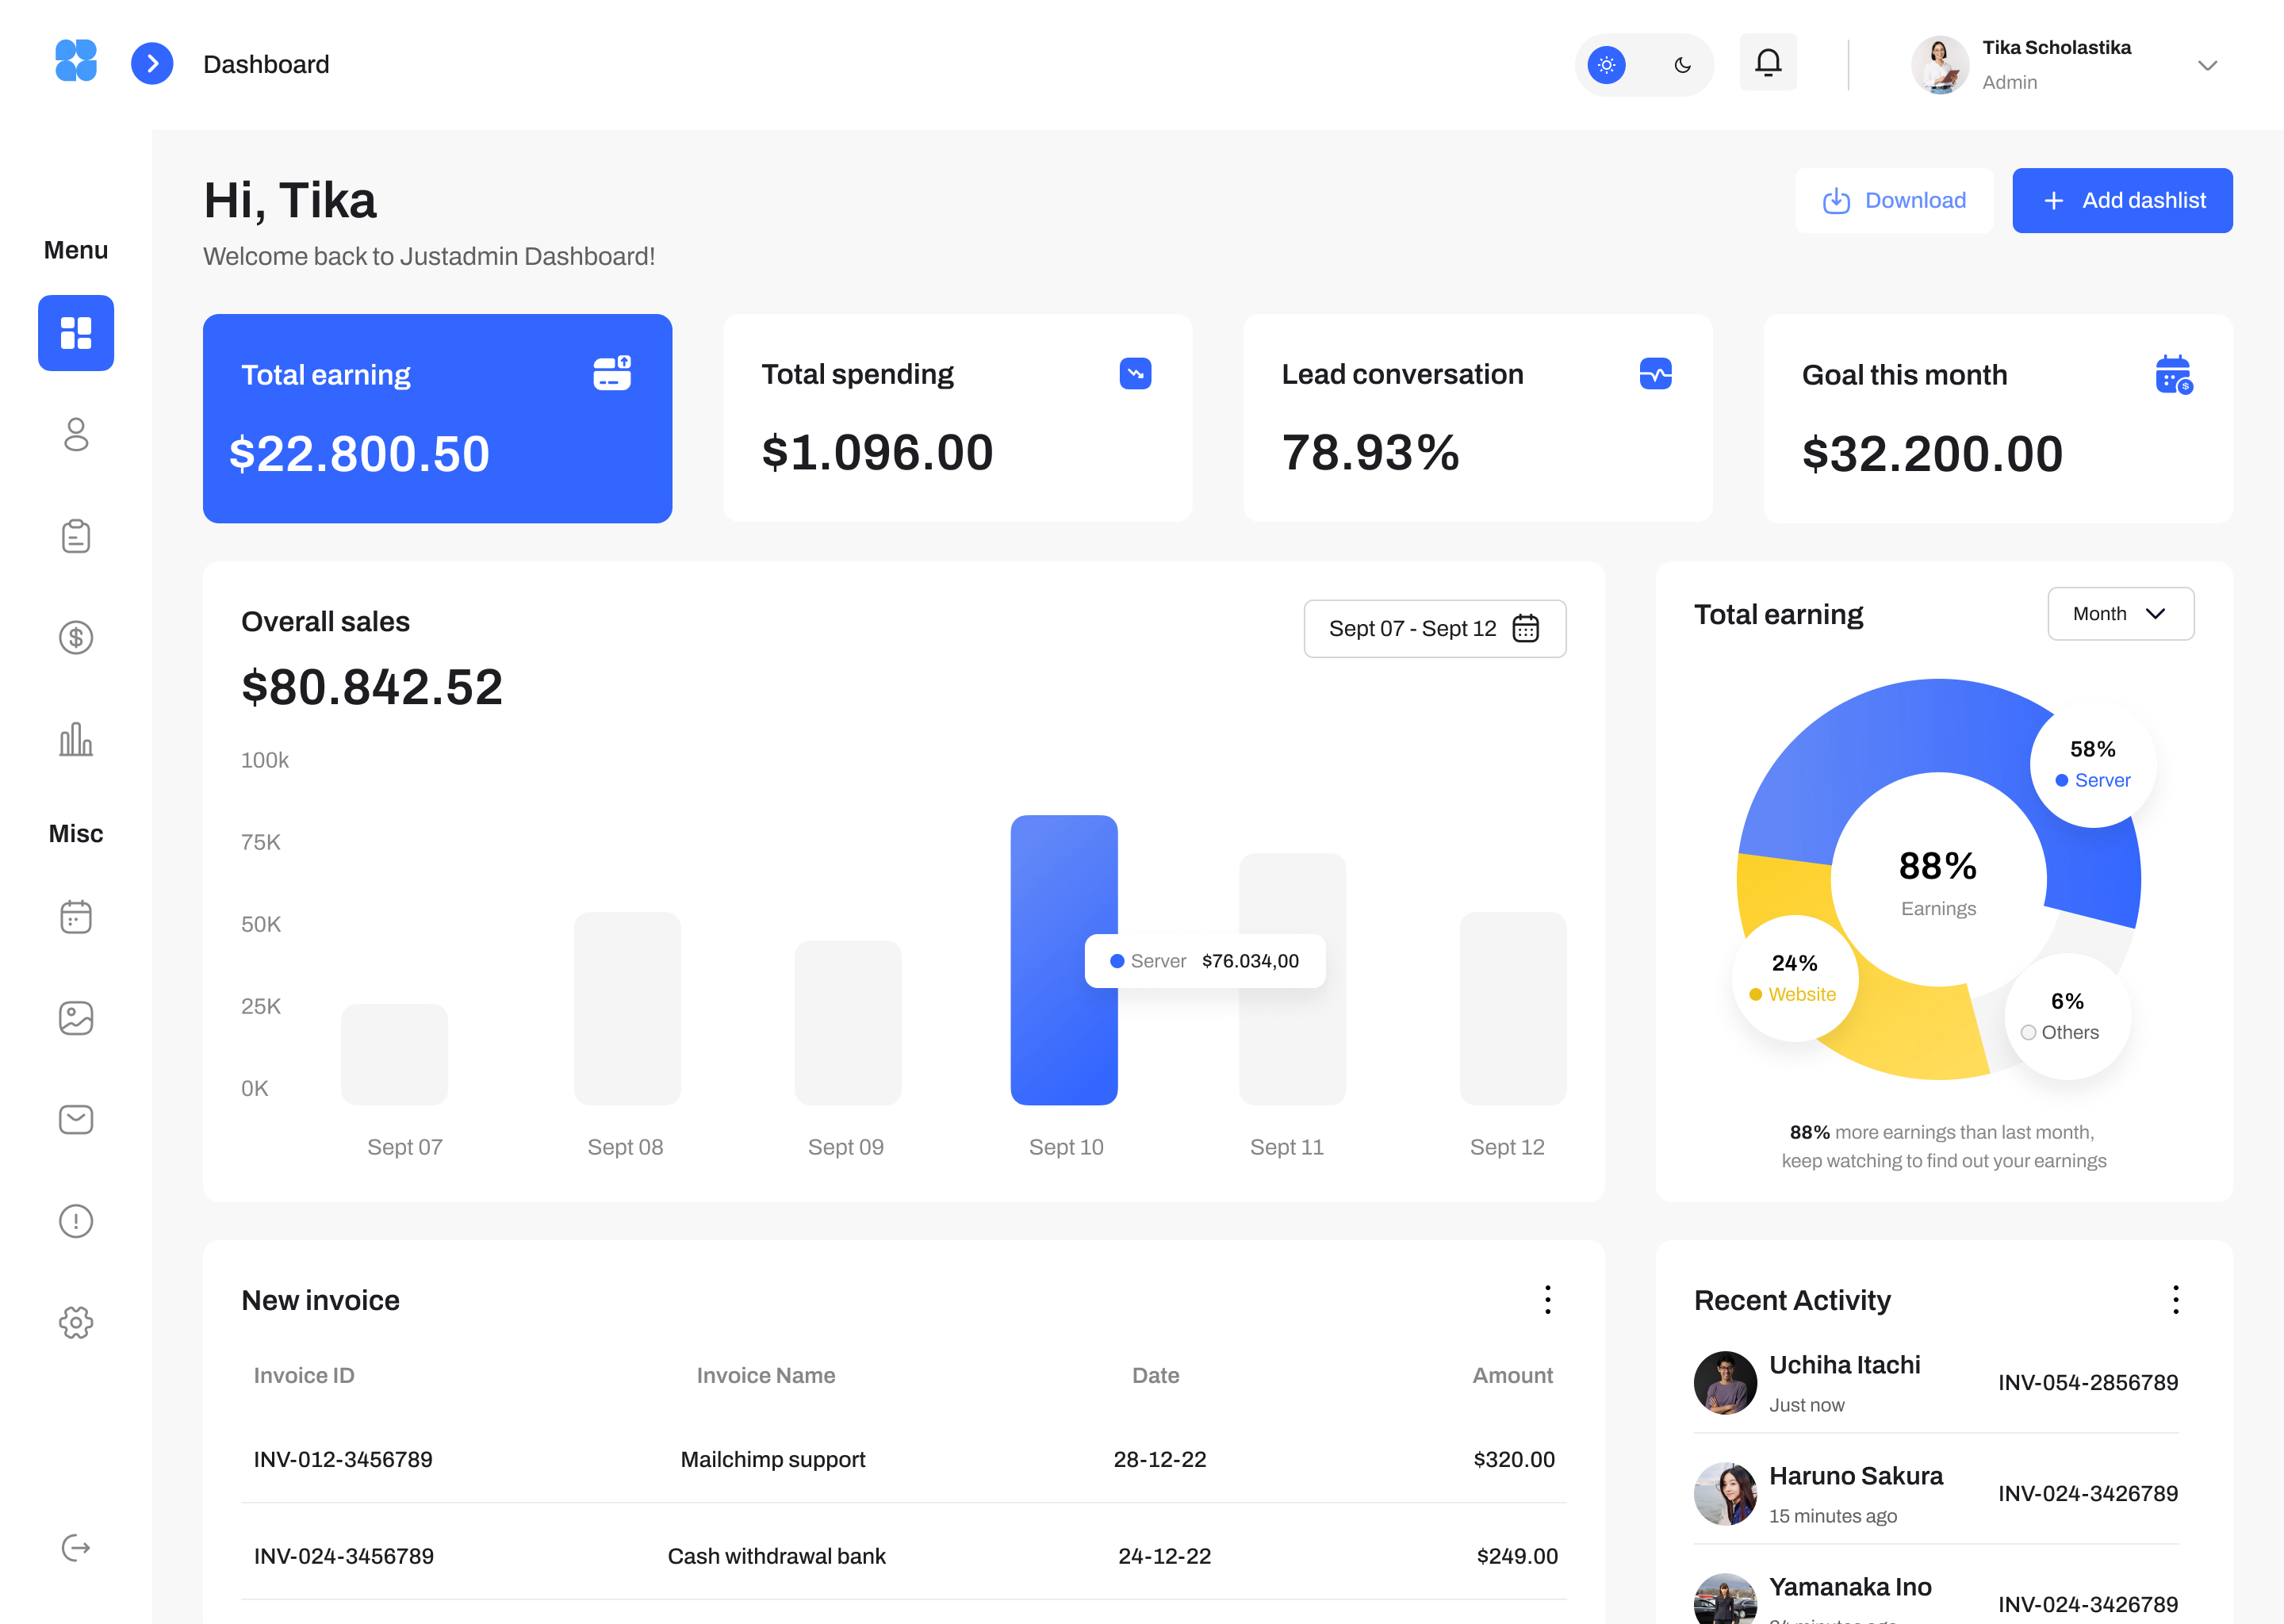 Dashboard
Tika Scholastika
Admin
Menu
Misc
Hi, Tika
Welcome back to Justadmin Dashboard!
Download
Add dashlist
Total earning
$22.800.50
Total spending
$1.096.00
Lead conversation
78.93%
Goal this month
$32.200.00
Overall sales
$80.842.52
Sept 07 - Sept 12
100k
75K
50K
25K
0K
Server $76.034,00
Sept 07 Sept 08 Sept 09 Sept 10 Sept 11 Sept 12
Total earning
Month
58%
Server
88%
Earnings
24%
Website
6%
Others
88% more earnings than last month,
keep watching to find out your earnings
New invoice
Invoice ID Invoice Name Date Amount
INV-012-3456789 Mailchimp support 28-12-22 $320.00
INV-024-3456789 Cash withdrawal bank 24-12-22 $249.00
Recent Activity
Uchiha Itachi
Just now
INV-054-2856789
Haruno Sakura
15 minutes ago
INV-024-3426789
Yamanaka Ino
minutes ago
INV-024-3426789